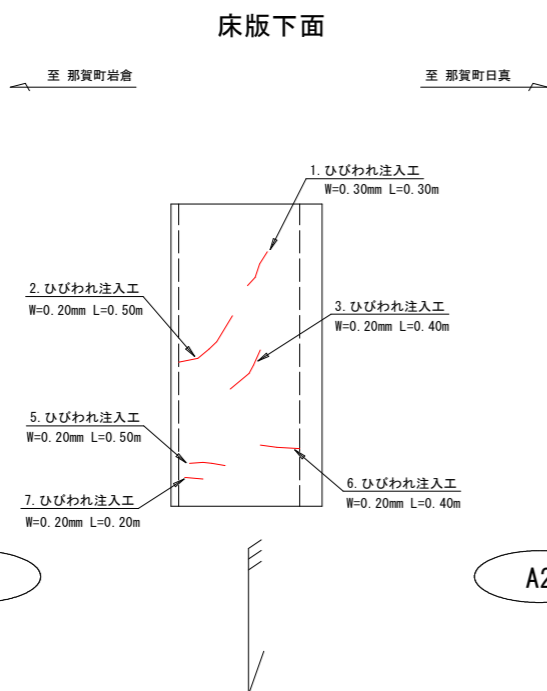 床版下面
至 那賀町岩倉
至 那賀町日真
1. ひびわれ注入工
W=0.30mm L=0.30m
2. ひびわれ注入工
W=0.20mm L=0.50m
3. ひびわれ注入工
W=0.20mm L=0.40m
5. ひびわれ注入工
W=0.20mm L=0.50m
6. ひびわれ注入工
W=0.20mm L=0.40m
7. ひびわれ注入工
W=0.20mm L=0.20m
A2